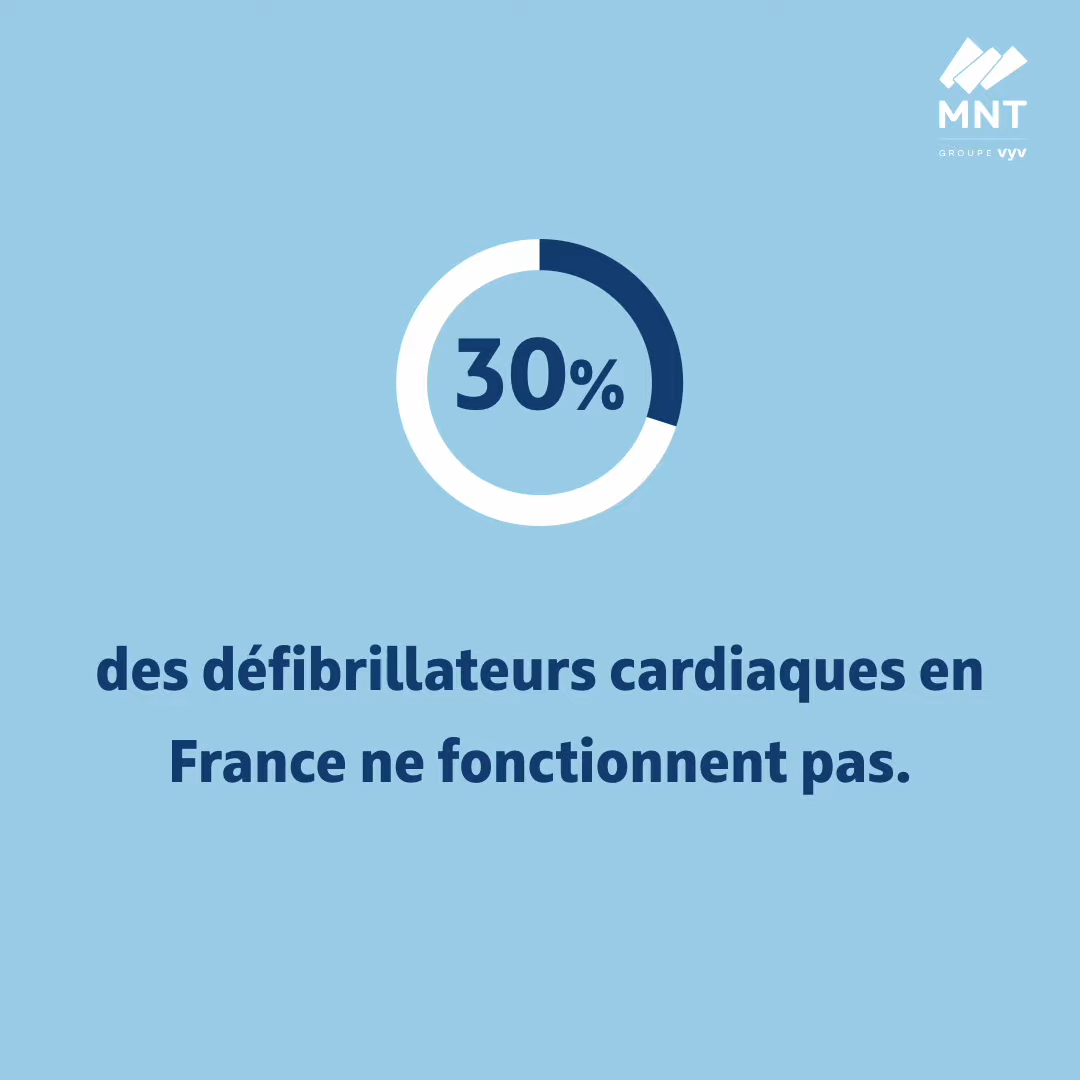 MNT
GROUPE vyv
30%
des défibrillateurs cardiaques en
France ne fonctionnent pas.